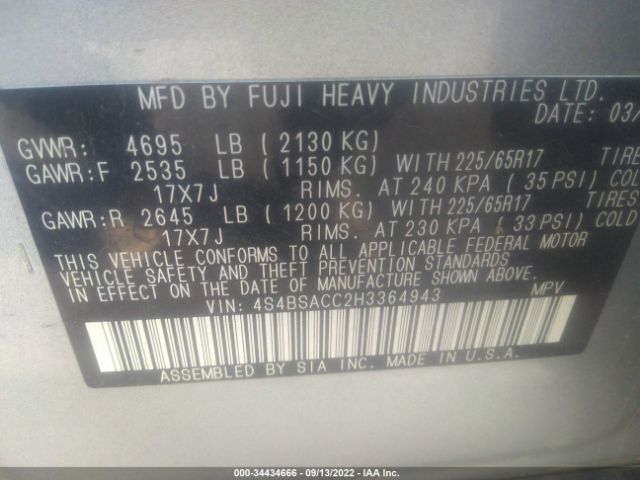 MFD BY FUJI HEAVY INDUSTRIES LTD.
DATE: 03/
GVWR: 4695 LB ( 2130 KG)
GAWR:F 2535 LB ( 1150 KG) WITH 225/65R17 TIRE
17X7J RIMS. AT 240 KPA ( 35 PSI) COLD
GAWR:R 2645 LB ( 1200 KG) WITH 225/65R17 TIRES
17X7J RIMS. AT 230 KPA ( 33 PSI) COLD
THIS VEHICLE CONFORMS TO ALL APPLICABLE FEDERAL MOTOR
VEHICLE SAFETY AND THEFT PREVENTION STANDARDS
IN EFFECT ON THE DATE OF MANUFACTURE SHOWN ABOVE.
VIN: 4S4BSACC2H3364943 MPV
ASSEMBLED BY SIA INC. MADE IN U.S.A.
000-34434666 - 09/13/2022 - IAA Inc.